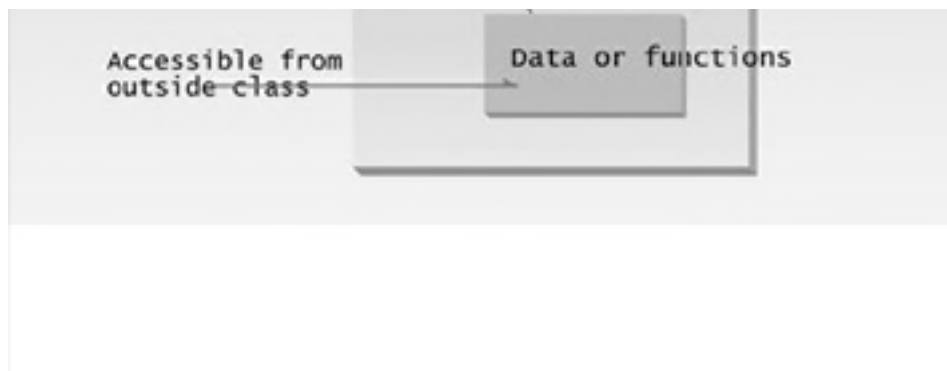 Accessible from
outside class
Data or functions